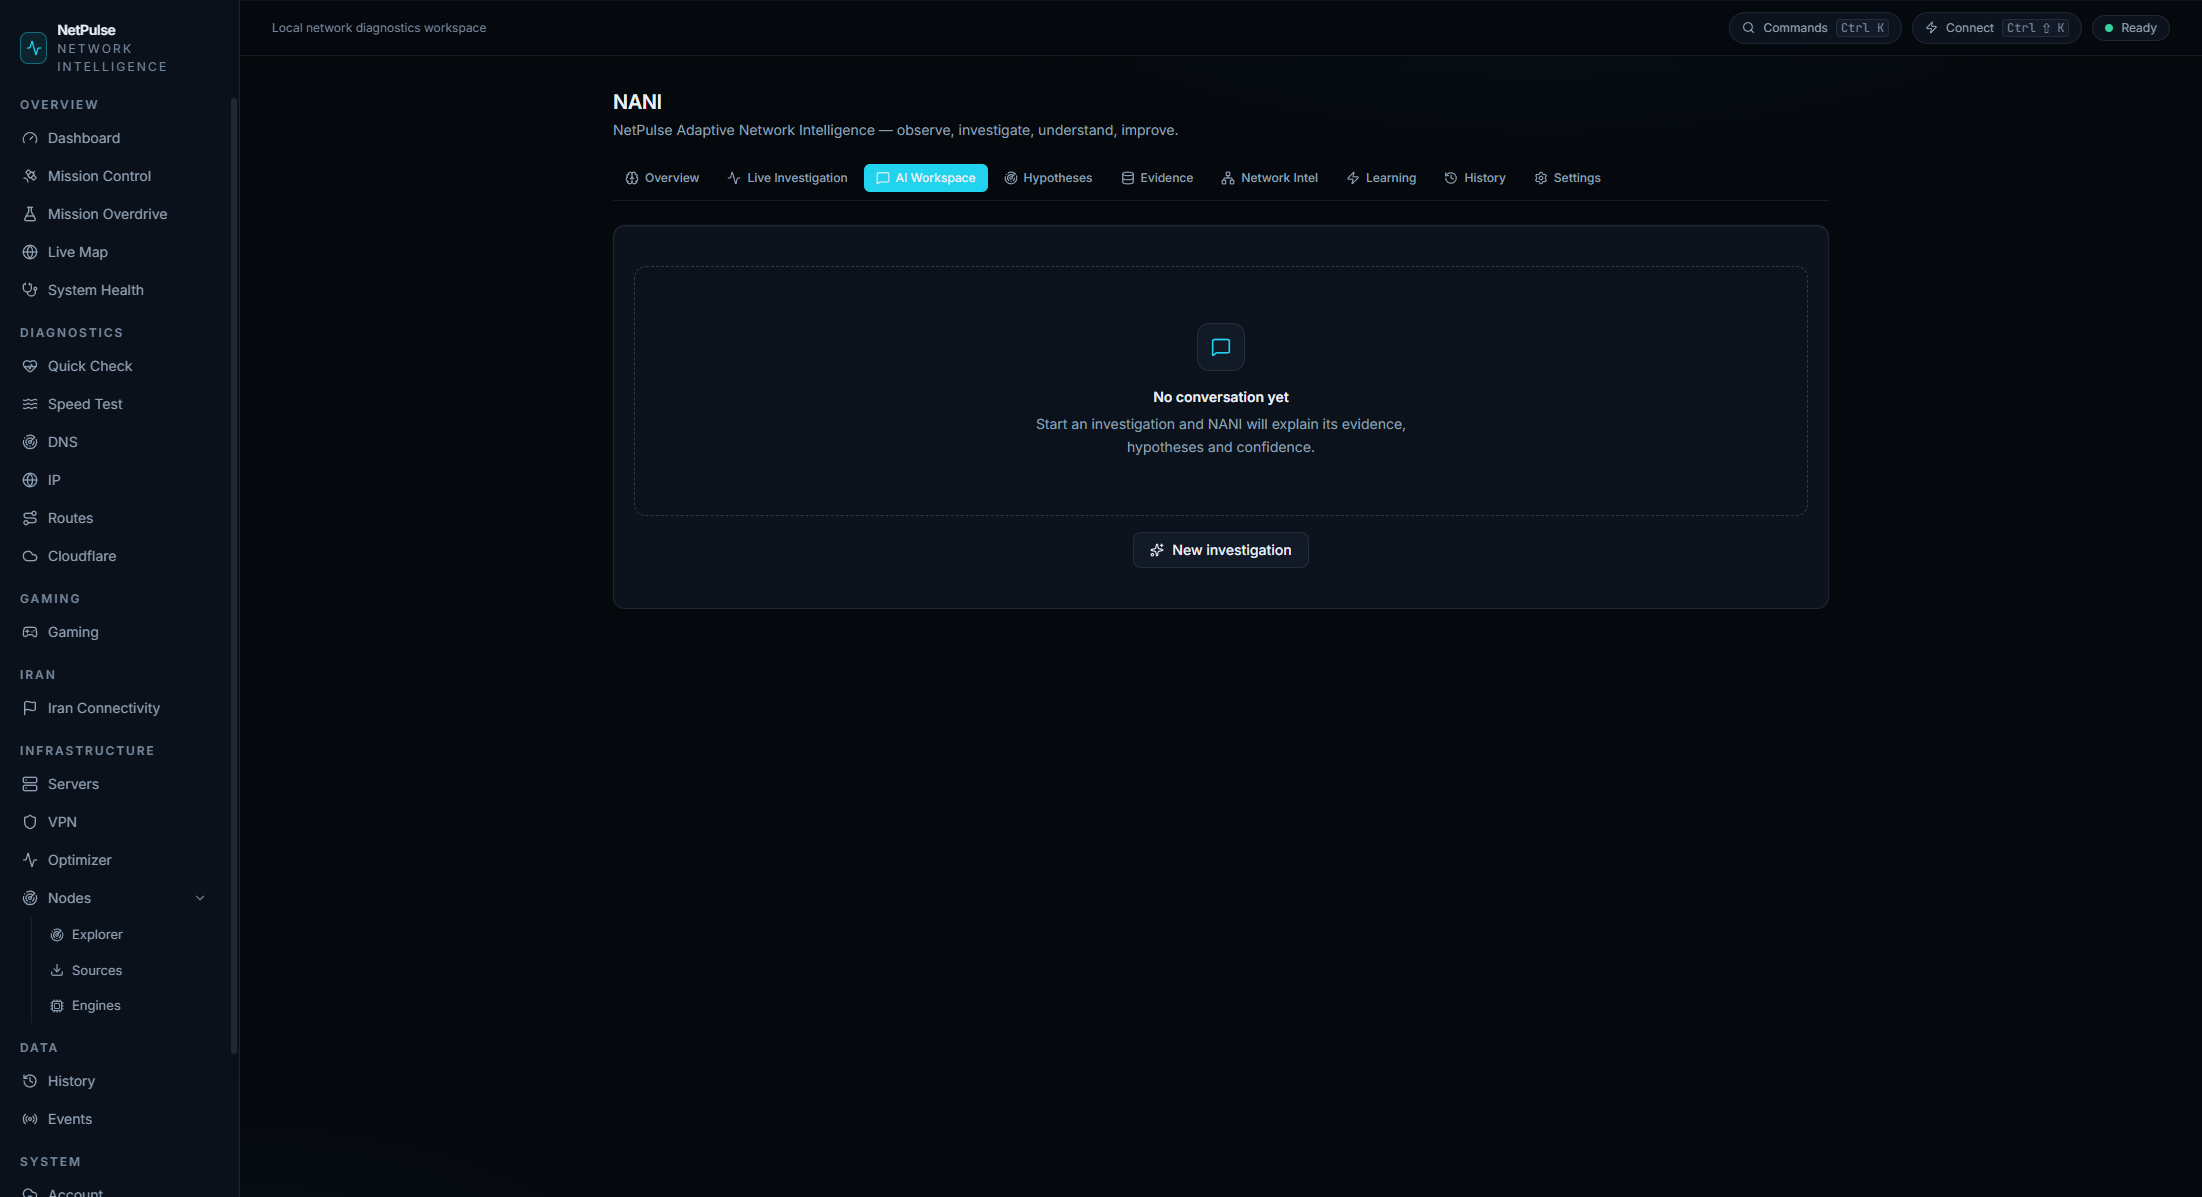 NetPulse
NETWORK
INTELLIGENCE
OVERVIEW
Dashboard
Mission Control
Mission Overdrive
Live Map
System Health
DIAGNOSTICS
Quick Check
Speed Test
DNS
IP
Routes
Cloudflare
GAMING
Gaming
IRAN
Iran Connectivity
INFRASTRUCTURE
Servers
VPN
Optimizer
Nodes
Explorer
Sources
Engines
DATA
History
Events
SYSTEM
Account
Local network diagnostics workspace
Commands Ctrl K
Connect Ctrl ⇧ K
Ready
NANI
NetPulse Adaptive Network Intelligence — observe, investigate, understand, improve.
Overview Live Investigation AI Workspace Hypotheses Evidence Network Intel Learning History Settings
No conversation yet
Start an investigation and NANI will explain its evidence,
hypotheses and confidence.
New investigation